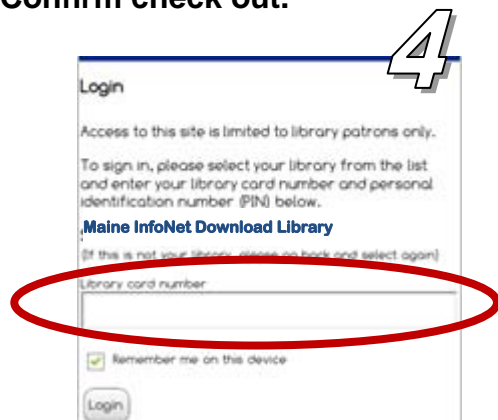 Confirm check out.
4
Login
Access to this site is limited to library patrons only.
To sign in, please select your library from the list
and enter your library card number and personal
identification number (PIN) below.
Maine InfoNet Download Library
(If this is not your library, please go back and select again)
Library card number
Remember me on this device
Login